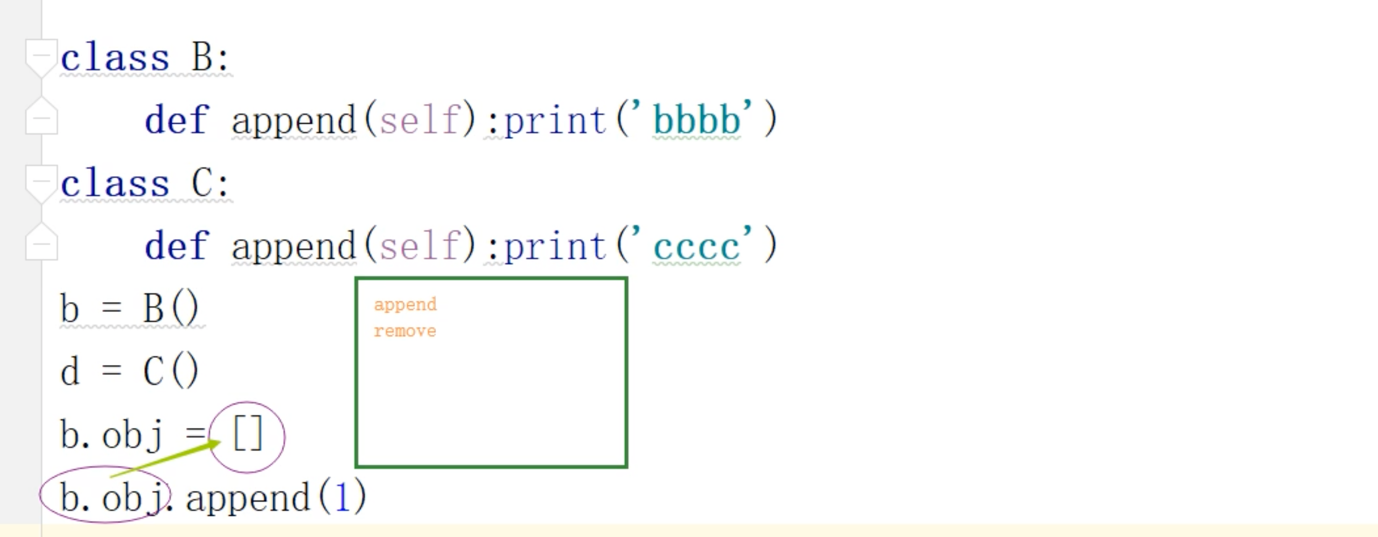 class B:
    def append(self):print('bbbb')
class C:
    def append(self):print('cccc')
b = B()
append
remove
d = C()
b.obj = []
b.obj.append(1)